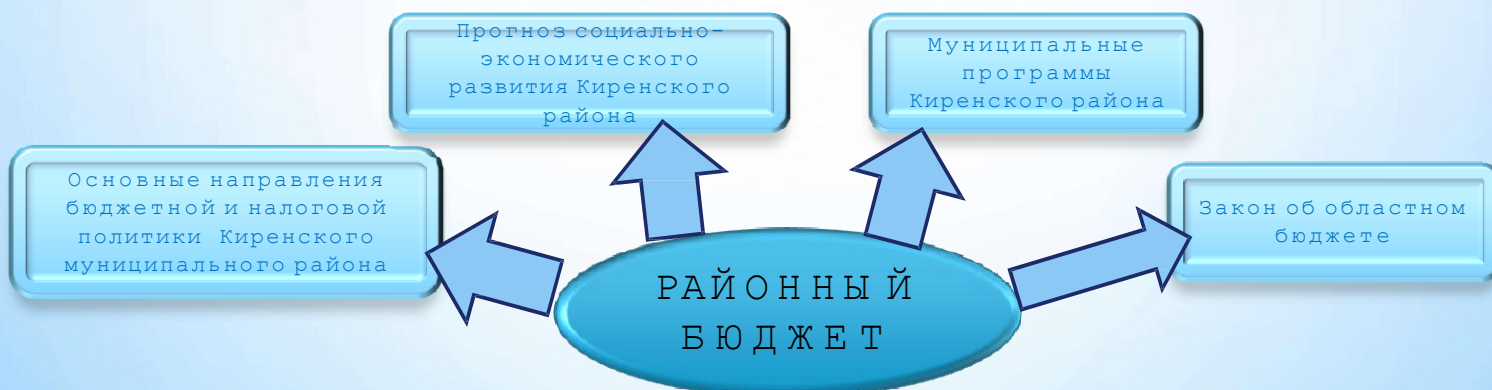 Прогноз социально-
экономического
развития Киренского
района
Муниципальные
программы
Киренского района
Основные направления
бюджетной и налоговой
политики Киренского
муниципального района
Закон об областном
бюджете
РАЙОННЫЙ
БЮДЖЕТ